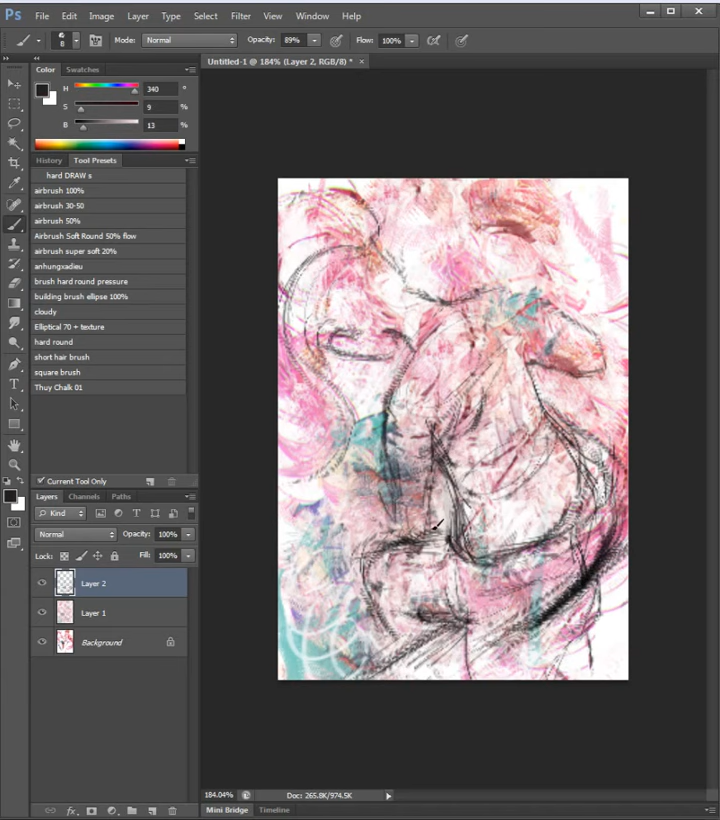 Ps File Edit Image Layer Type Select Filter View Window Help
8 Mode: Normal Opacity: 89% Flow: 100%
Color Swatches
Untitled-1 @ 184% (Layer 2, RGB/8) * ×
H 340 °
S 9 %
B 13 %
History Tool Presets
hard DRAW s
airbrush 100%
airbrush 30-50
airbrush 50%
Airbrush Soft Round 50% flow
airbrush super soft 20%
anhungxadieu
brush hard round pressure
building brush ellipse 100%
cloudy
Elliptical 70 + texture
hard round
short hair brush
square brush
Thuy Chalk 01
Current Tool Only
Layers Channels Paths
Kind
Normal Opacity: 100%
Lock: Fill: 100%
Layer 2
Layer 1
Background
184.04% Doc: 265.8K/974.5K
fx
Mini Bridge Timeline